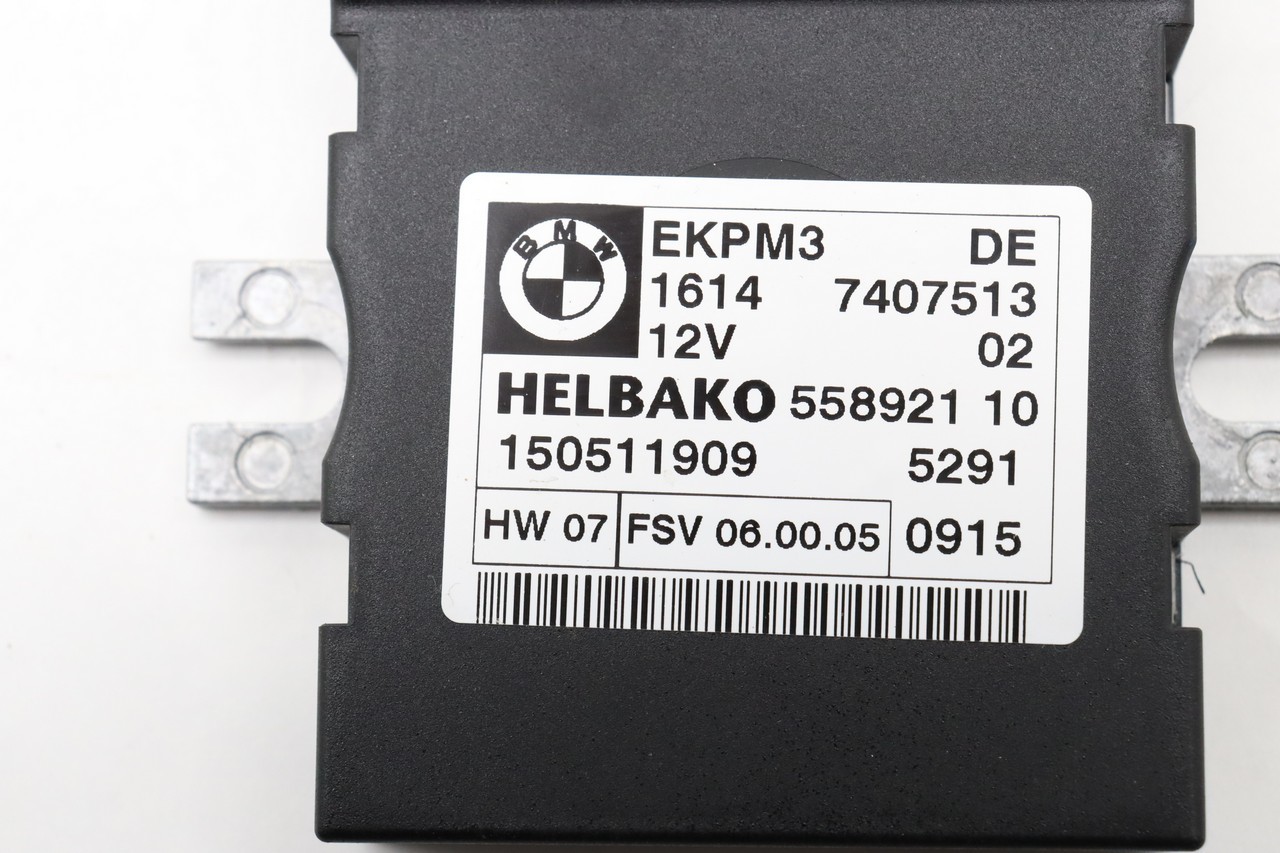 BMW
EKPM3 DE
1614 7407513
12V 02
HELBAKO 558921 10
150511909 5291
HW 07 FSV 06.00.05 0915